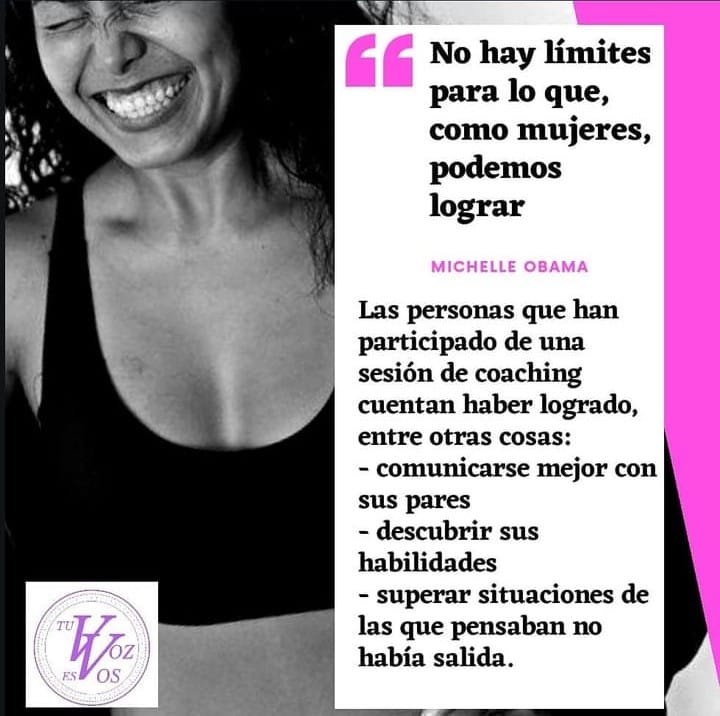 No hay límites
para lo que,
como mujeres,
podemos
lograr
MICHELLE OBAMA
Las personas que han
participado de una
sesión de coaching
cuentan haber logrado,
entre otras cosas:
- comunicarse mejor con
sus pares
- descubrir sus
habilidades
- superar situaciones de
las que pensaban no
había salida.
TU VOZ
ES VOS